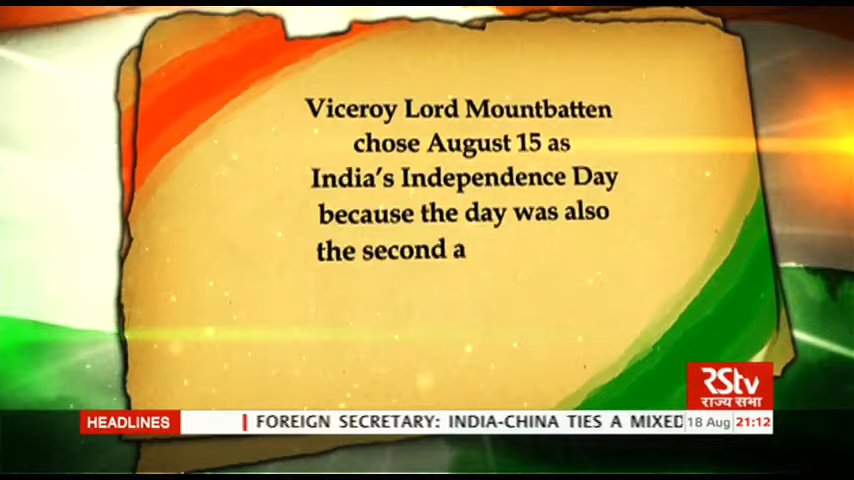 Viceroy Lord Mountbatten
chose August 15 as
India's Independence Day
because the day was also
the second a
RStv
राज्य सभा
HEADLINES
FOREIGN SECRETARY: INDIA-CHINA TIES A MIXED
18 Aug 21:12